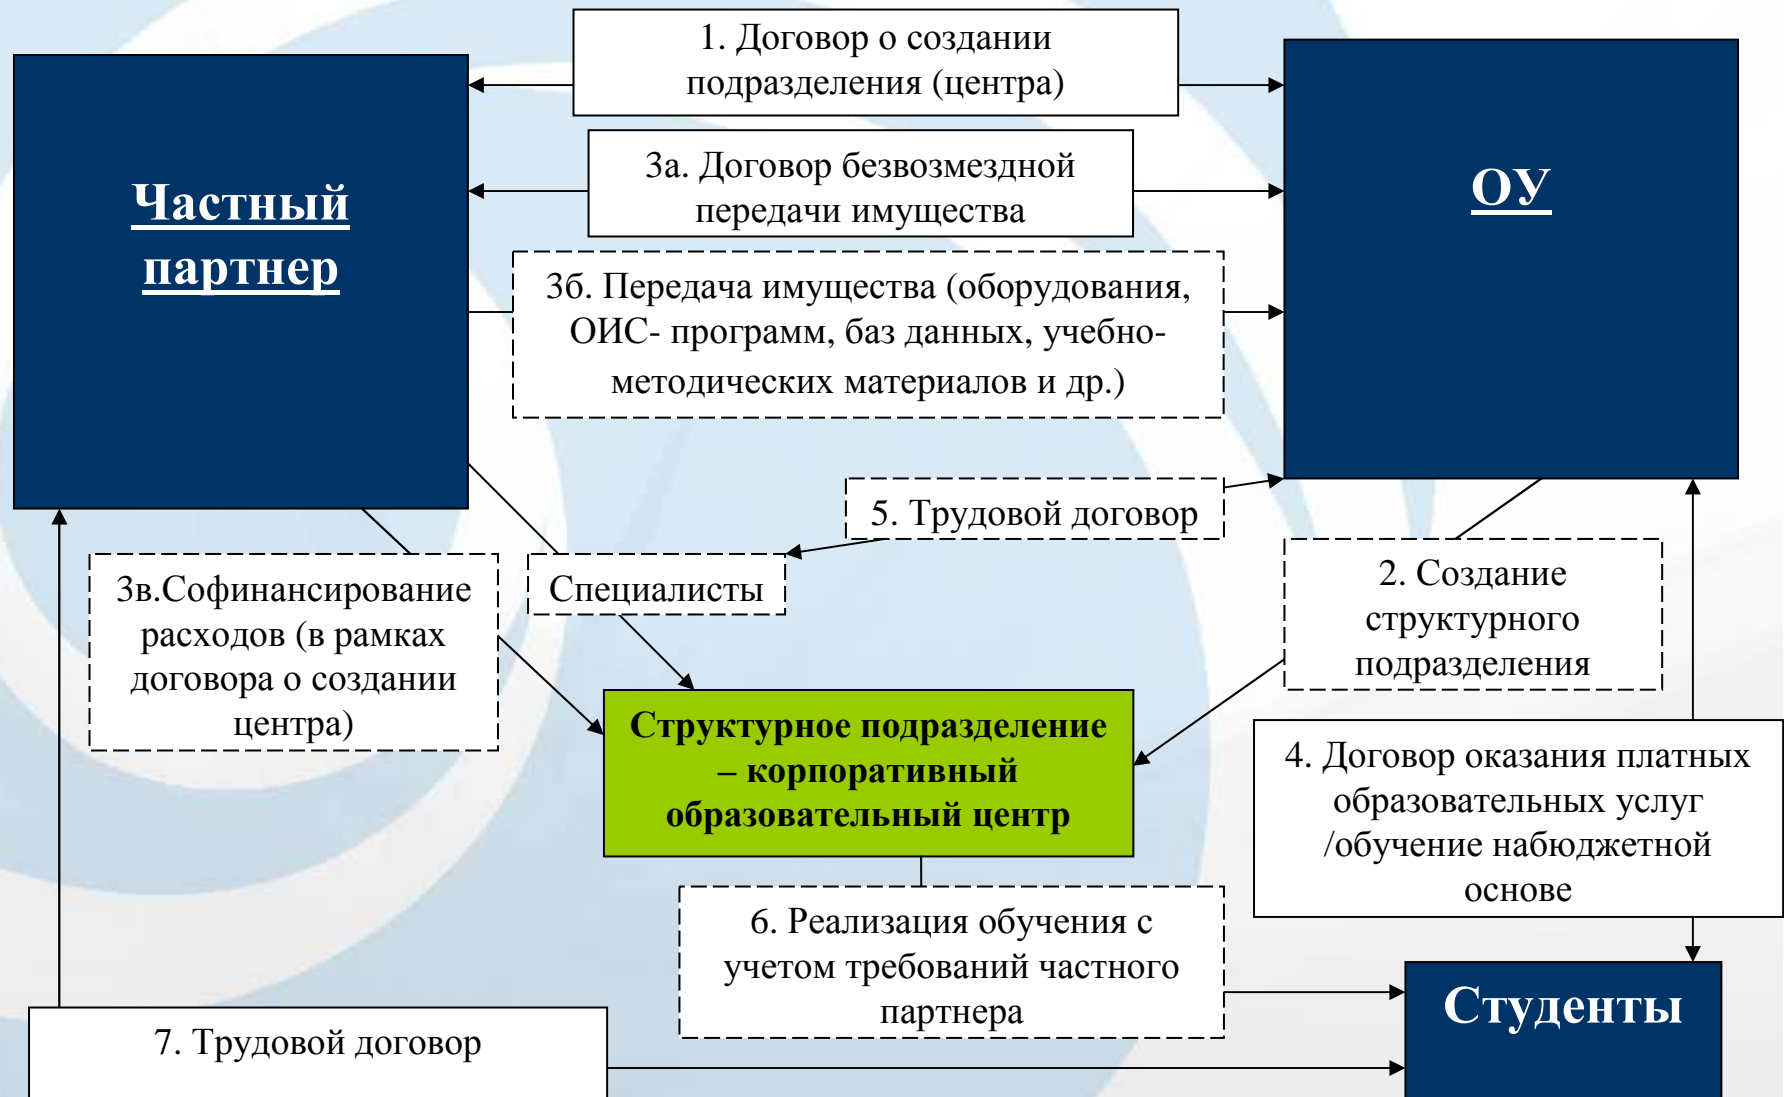 1. Договор о создании
подразделения (центра)
Частный
партнер
ОУ
3а. Договор безвозмездной
передачи имущества
3б. Передача имущества (оборудования,
ОИС- программ, баз данных, учебно-
методических материалов и др.)
5. Трудовой договор
Специалисты
3в.Софинансирование
расходов (в рамках
договора о создании
центра)
2. Создание
структурного
подразделения
Структурное подразделение
– корпоративный
образовательный центр
4. Договор оказания платных
образовательных услуг
/обучение набюджетной
основе
6. Реализация обучения с
учетом требований частного
партнера
Студенты
7. Трудовой договор